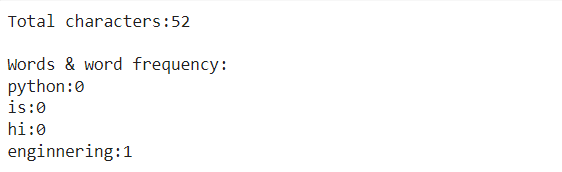 Total characters:52
Words & word frequency:
python:0
is:0
hi:0
enginnering:1